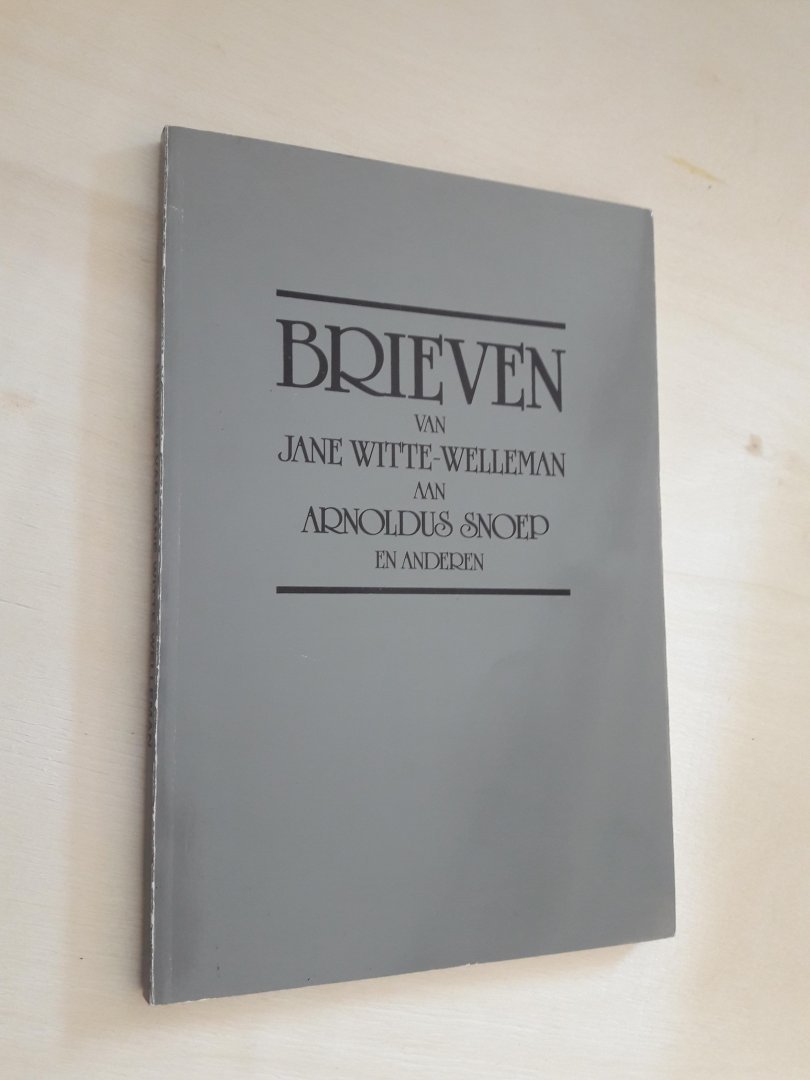 BRIEVEN
VAN
JANE WITTE-WELLEMAN
AAN
ARNOLDUS SNOEP
EN ANDEREN